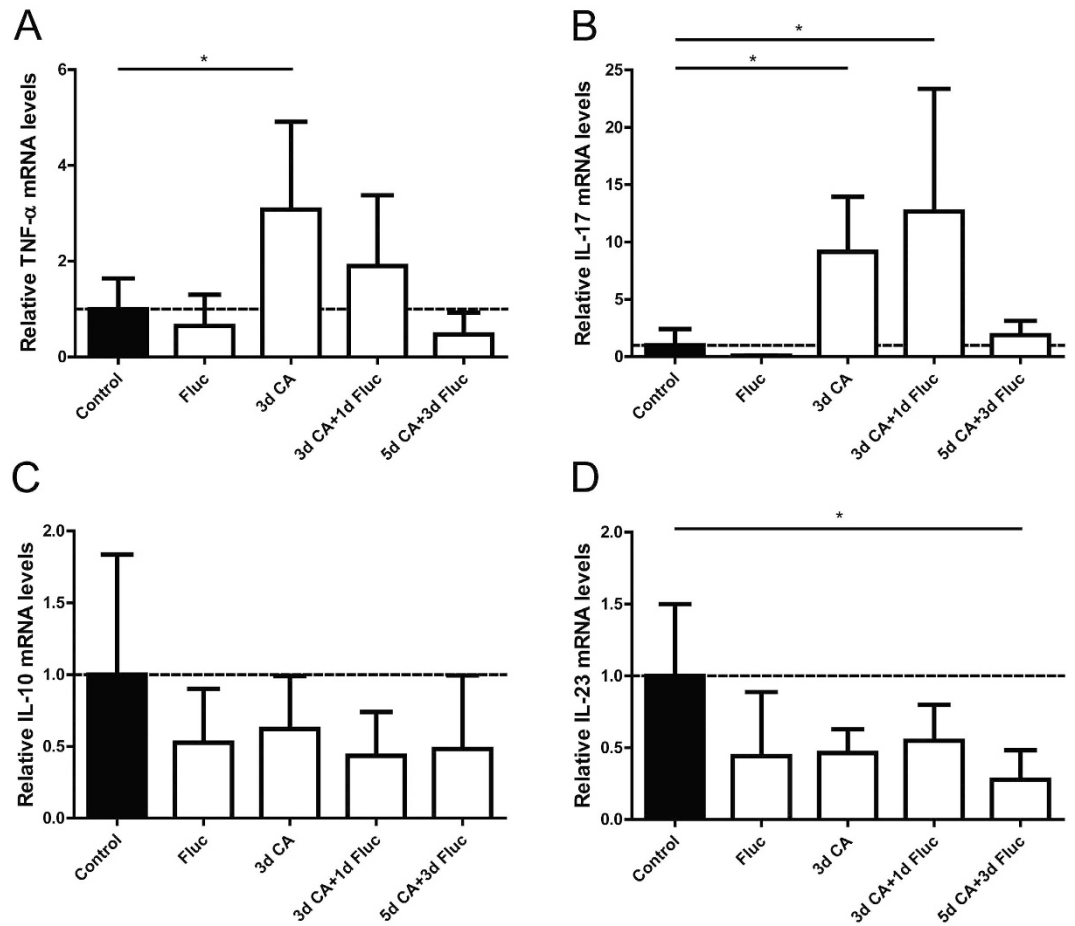 A
Relative TNF-α mRNA levels
6
4
2
0
*
Control
Fluc
3d CA
3d CA+1d Fluc
5d CA+3d Fluc
B
Relative IL-17 mRNA levels
25
20
15
10
5
0
*
*
Control
Fluc
3d CA
3d CA+1d Fluc
5d CA+3d Fluc
C
Relative IL-10 mRNA levels
2.0
1.5
1.0
0.5
0.0
Control
Fluc
3d CA
3d CA+1d Fluc
5d CA+3d Fluc
D
Relative IL-23 mRNA levels
2.0
1.5
1.0
0.5
0.0
*
Control
Fluc
3d CA
3d CA+1d Fluc
5d CA+3d Fluc